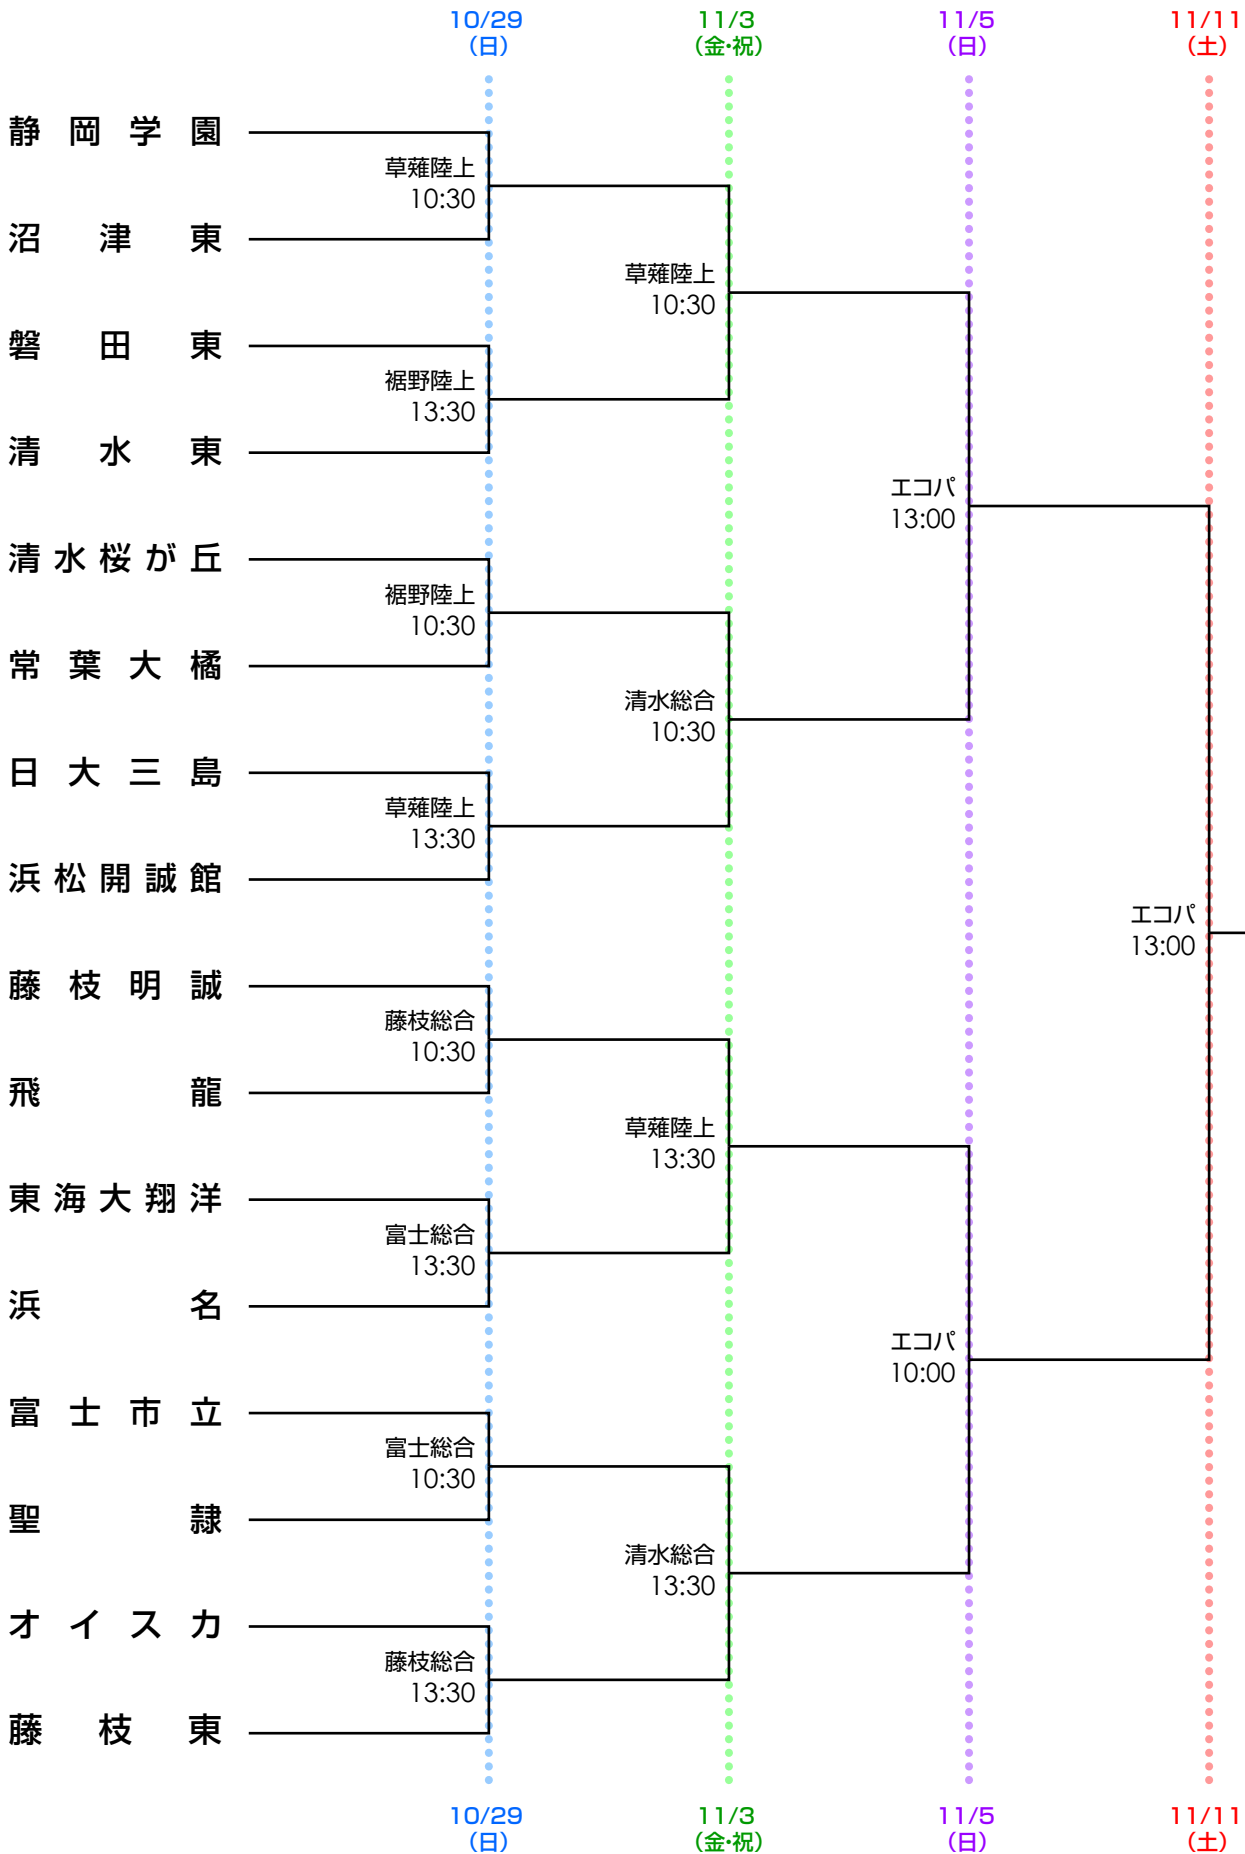 10/29 11/3 11/5 11/11
（日） （金・祝） （日） （土）
静岡学園
草薙陸上
10:30
沼津東
草薙陸上
10:30
磐田東
裾野陸上
13:30
清水東
エコパ
13:00
清水桜が丘
裾野陸上
10:30
常葉大橘
清水総合
10:30
日大三島
草薙陸上
13:30
浜松開誠館
エコパ
13:00
藤枝明誠
藤枝総合
10:30
飛龍
草薙陸上
13:30
東海大翔洋
富士総合
13:30
浜名
エコパ
10:00
富士市立
富士総合
10:30
聖隷
清水総合
13:30
オイスカ
藤枝総合
13:30
藤枝東
10/29 11/3 11/5 11/11
（日） （金・祝） （日） （土）